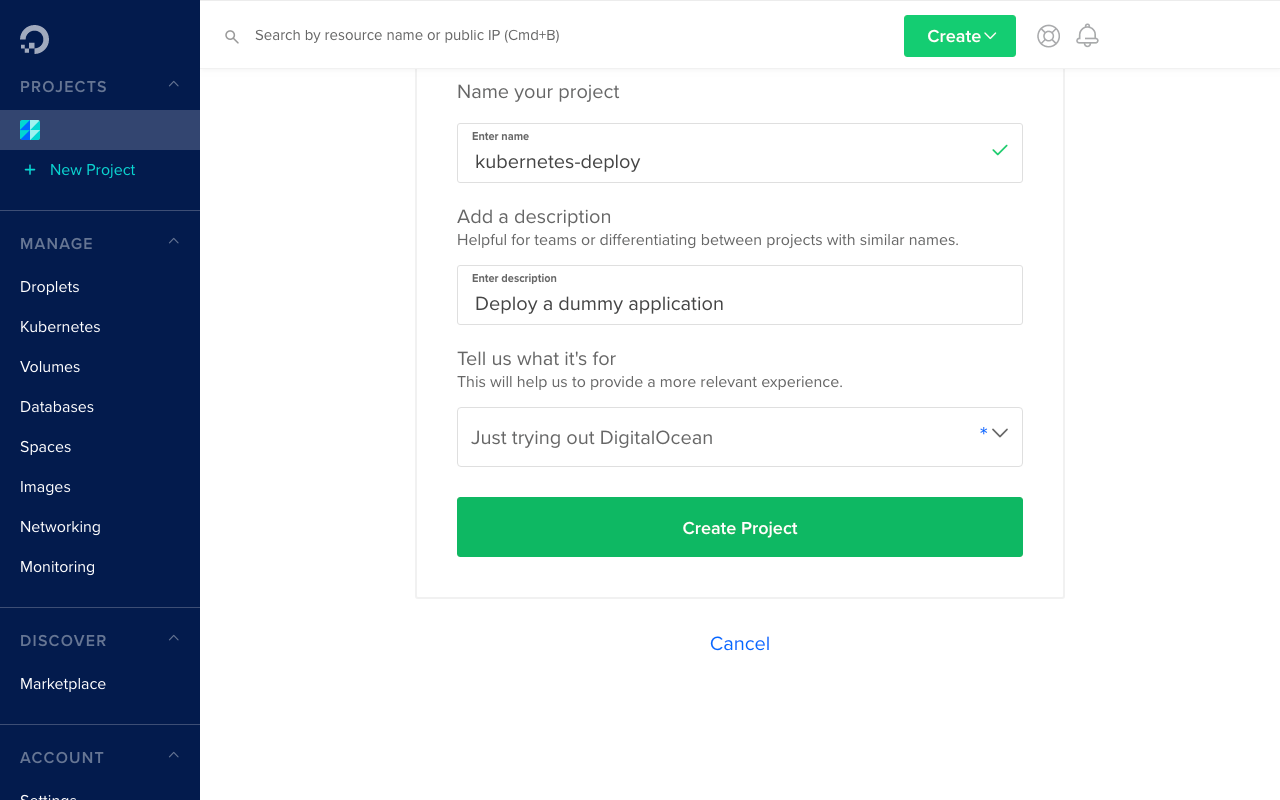 Search by resource name or public IP (Cmd+B)
Create
PROJECTS
+ New Project
MANAGE
Droplets
Kubernetes
Volumes
Databases
Spaces
Images
Networking
Monitoring
DISCOVER
Marketplace
ACCOUNT
Settings
Name your project
Enter name
kubernetes-deploy
Add a description
Helpful for teams or differentiating between projects with similar names.
Enter description
Deploy a dummy application
Tell us what it's for
This will help us to provide a more relevant experience.
Just trying out DigitalOcean *
Create Project
Cancel